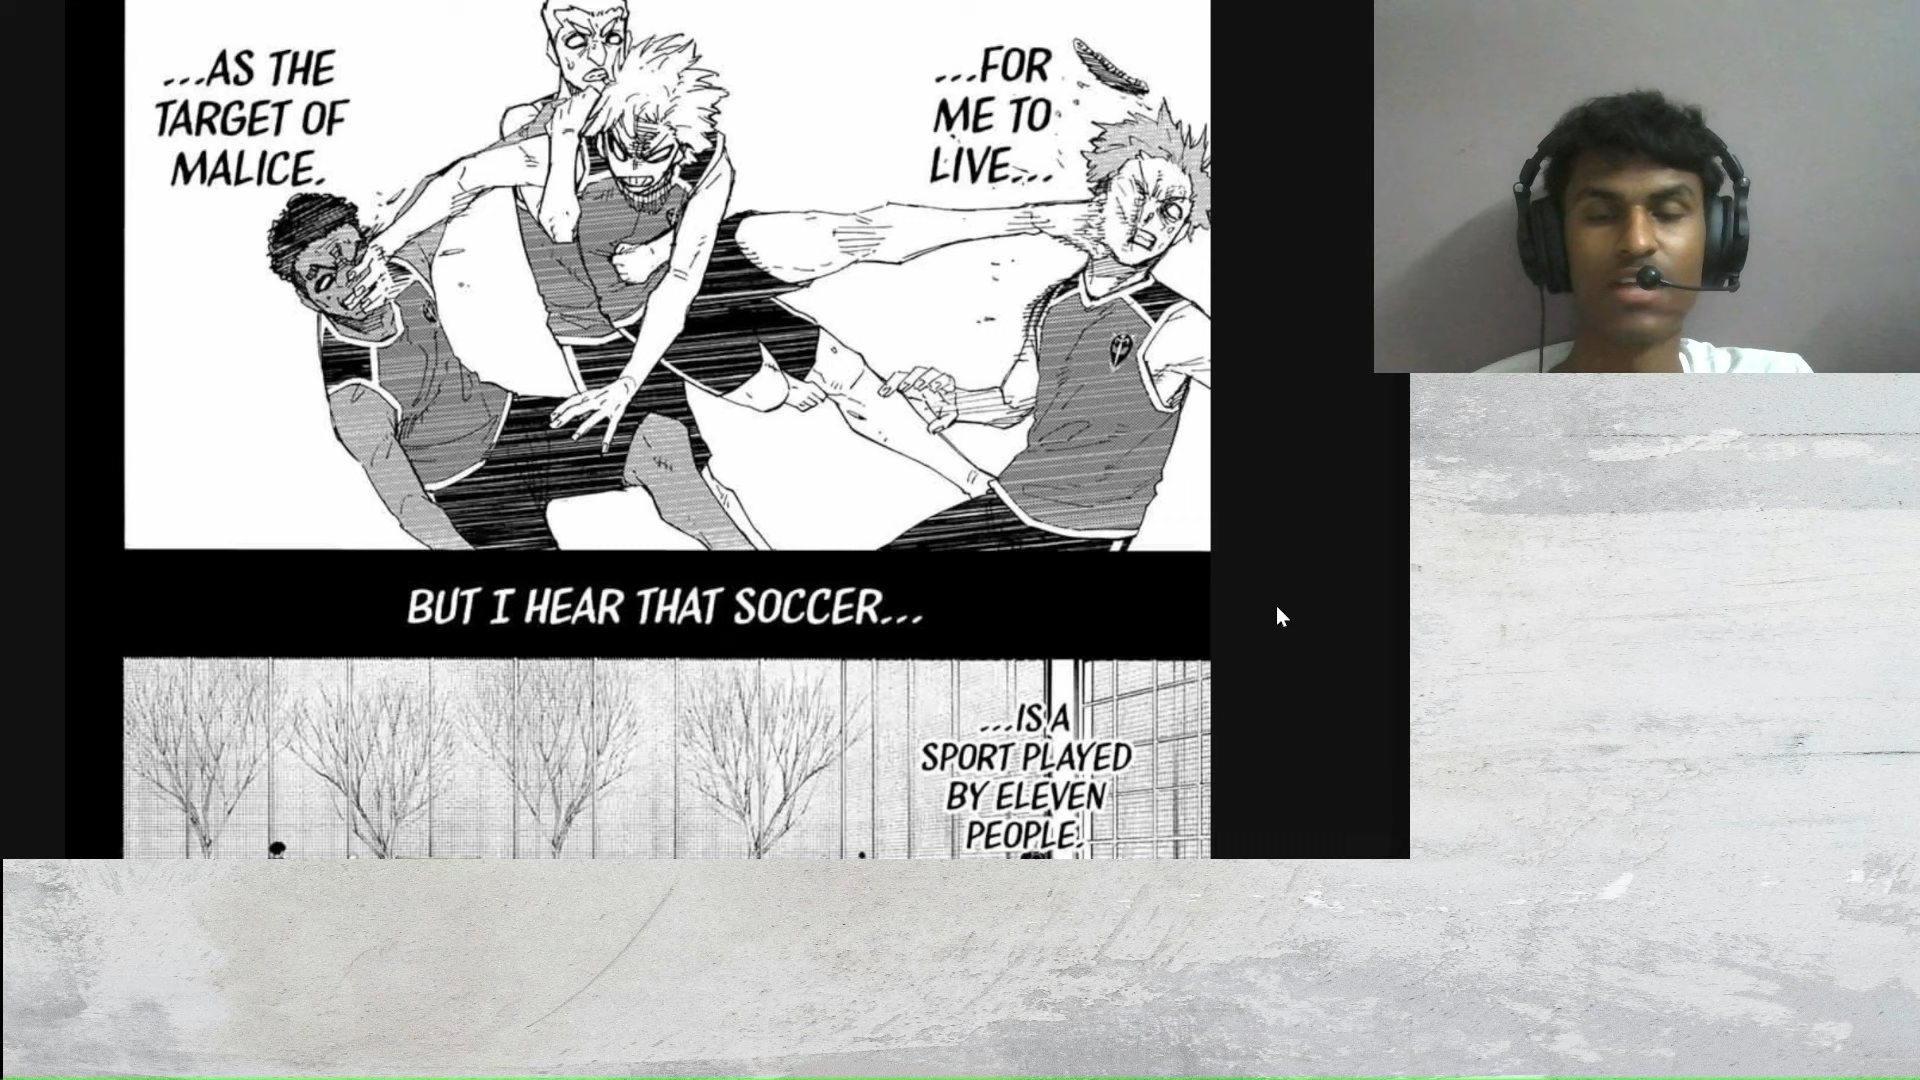 ...FOR
ME TO
LIVE...
...AS THE
TARGET OF
MALICE.
BUT I HEAR THAT SOCCER...
...IS A
SPORT PLAYED
BY ELEVEN
PEOPLE.